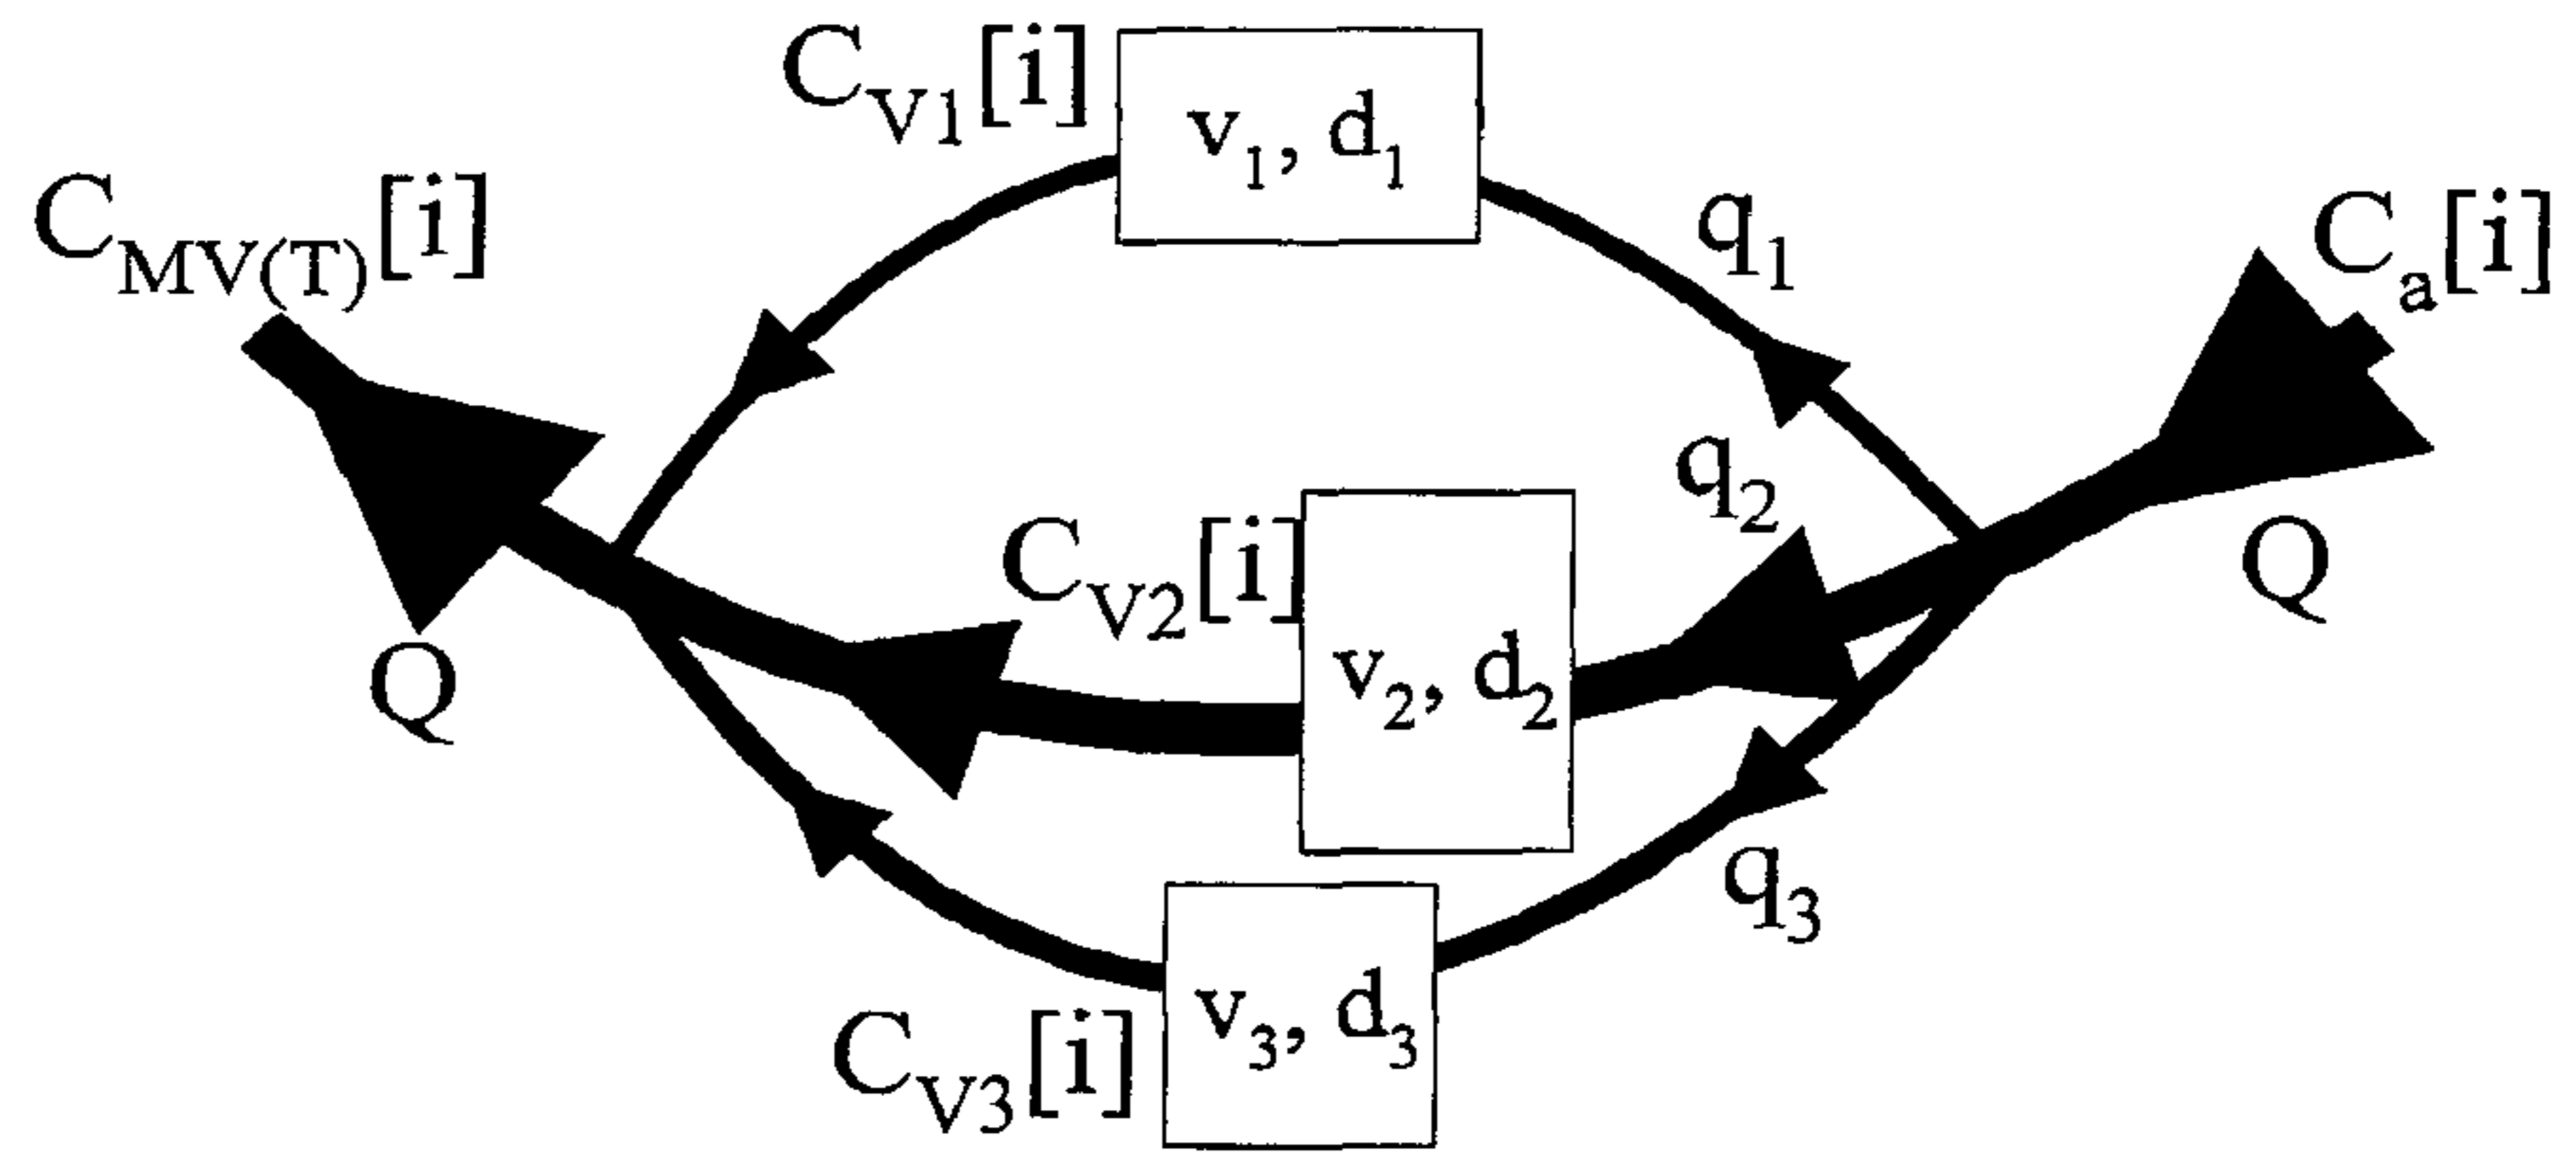 C_V1[i]
v_1, d_1
C_MV(T)[i]
q_1
C_a[i]
q_2
C_V2[i]
Q
v_2, d_2
Q
q_3
C_V3[i]
v_3, d_3